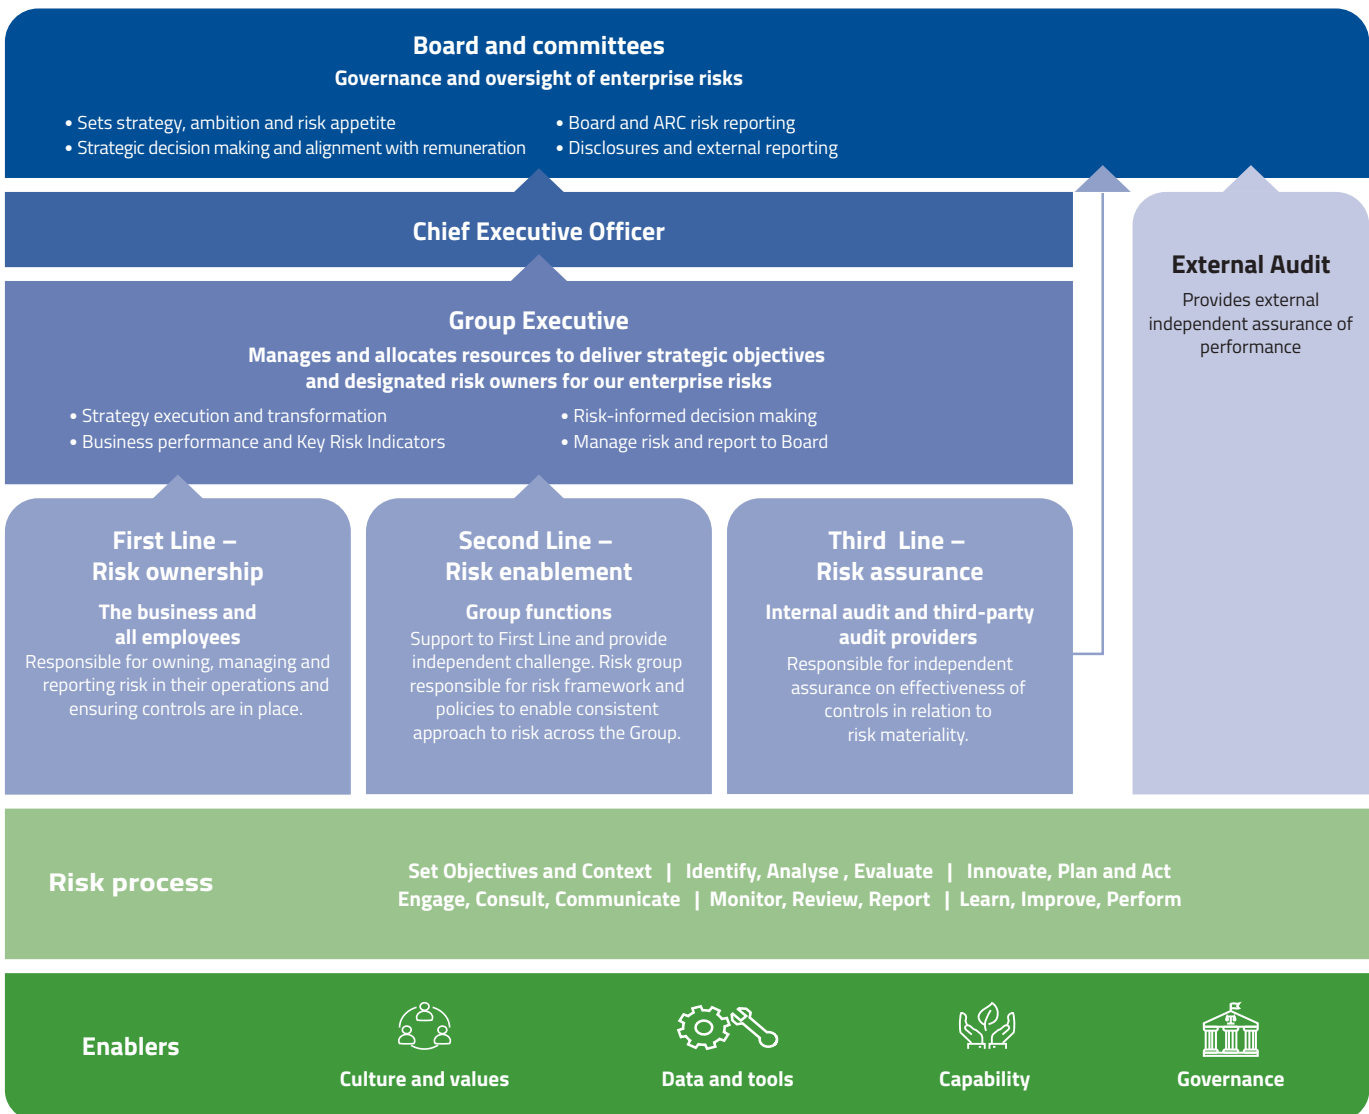 Board and committees
Governance and oversight of enterprise risks
• Sets strategy, ambition and risk appetite
• Strategic decision making and alignment with remuneration
• Board and ARC risk reporting
• Disclosures and external reporting
Chief Executive Officer
Group Executive
Manages and allocates resources to deliver strategic objectives
and designated risk owners for our enterprise risks
• Strategy execution and transformation
• Business performance and Key Risk Indicators
• Risk-informed decision making
• Manage risk and report to Board
External Audit
Provides external
independent assurance of
performance
First Line –
Risk ownership
The business and
all employees
Responsible for owning, managing and
reporting risk in their operations and
ensuring controls are in place.
Second Line –
Risk enablement
Group functions
Support to First Line and provide
independent challenge. Risk group
responsible for risk framework and
policies to enable consistent
approach to risk across the Group.
Third Line –
Risk assurance
Internal audit and third-party
audit providers
Responsible for independent
assurance on effectiveness of
controls in relation to
risk materiality.
Risk process
Set Objectives and Context | Identify, Analyse , Evaluate | Innovate, Plan and Act
Engage, Consult, Communicate | Monitor, Review, Report | Learn, Improve, Perform
Enablers
Culture and values
Data and tools
Capability
Governance